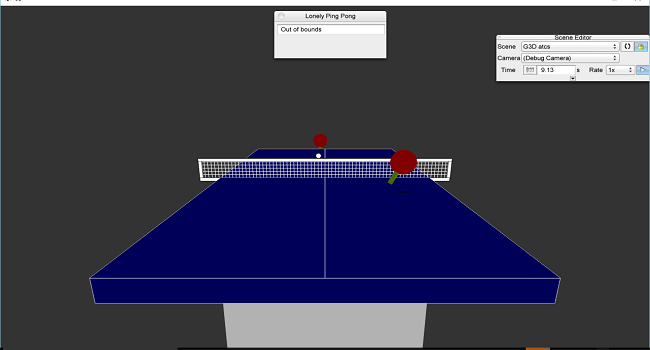 Lonely Ping Pong
Out of bounds
Scene Editor
Scene G3D atcs
Camera (Debug Camera)
Time 9.13 s Rate 1x